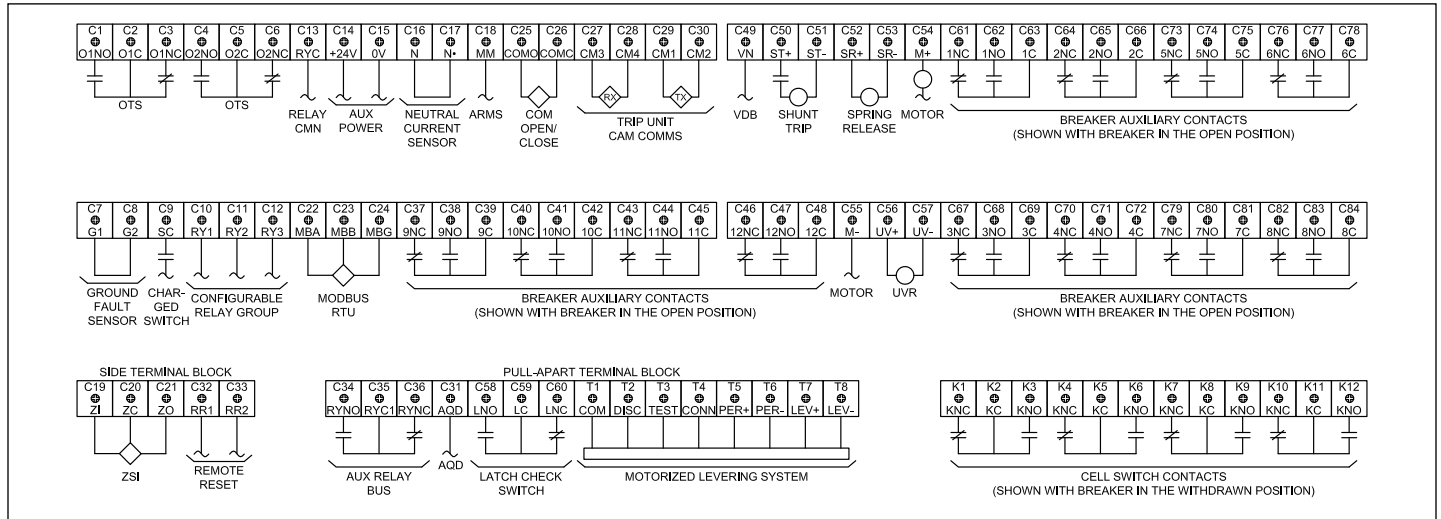 C1 C2 C3 C4 C5 C6 C13 C14 C15 C16 C17 C18 C25 C26 C27 C28 C29 C30 C49 C50 C51 C52 C53 C54 C61 C62 C63 C64 C65 C66 C73 C74 C75 C76 C77 C78
O1NO O1C O1NC O2NO O2C O2NC RYC +24V 0V N N• MM COMO COMC CM3 CM4 CM1 CM2 VN ST+ ST- SR+ SR- M+ 1NC 1NO 1C 2NC 2NO 2C 5NC 5NO 5C 6NC 6NO 6C
RX TX
OTS OTS RELAY CMN
AUX POWER
NEUTRAL CURRENT SENSOR
ARMS
COM OPEN/ CLOSE
TRIP UNIT CAM COMMS
VDB
SHUNT TRIP
SPRING RELEASE
MOTOR
BREAKER AUXILIARY CONTACTS
(SHOWN WITH BREAKER IN THE OPEN POSITION)
C7 C8 C9 C10 C11 C12 C22 C23 C24 C37 C38 C39 C40 C41 C42 C43 C44 C45 C46 C47 C48 C55 C56 C57 C67 C68 C69 C70 C71 C72 C79 C80 C81 C82 C83 C84
G1 G2 SC RY1 RY2 RY3 MBA MBB MBG 9NC 9NO 9C 10NC 10NO 10C 11NC 11NO 11C 12NC 12NO 12C M- UV+ UV- 3NC 3NO 3C 4NC 4NO 4C 7NC 7NO 7C 8NC 8NO 8C
GROUND FAULT SENSOR
CHAR- GED SWITCH
CONFIGURABLE RELAY GROUP
MODBUS RTU
BREAKER AUXILIARY CONTACTS
(SHOWN WITH BREAKER IN THE OPEN POSITION)
MOTOR
UVR
BREAKER AUXILIARY CONTACTS
(SHOWN WITH BREAKER IN THE OPEN POSITION)
SIDE TERMINAL BLOCK
C19 C20 C21 C32 C33
ZI ZC ZO RR1 RR2
ZSI
REMOTE RESET
PULL-APART TERMINAL BLOCK
C34 C35 C36 C31 C58 C59 C60 T1 T2 T3 T4 T5 T6 T7 T8
RYNO RYC1 RYNC AQD LNO LC LNC COM DISC TEST CONN PER+ PER- LEV+ LEV-
AUX RELAY BUS
AQD
LATCH CHECK SWITCH
MOTORIZED LEVERING SYSTEM
K1 K2 K3 K4 K5 K6 K7 K8 K9 K10 K11 K12
KNC KC KNO KNC KC KNO KNC KC KNO KNC KC KNO
CELL SWITCH CONTACTS
(SHOWN WITH BREAKER IN THE WITHDRAWN POSITION)